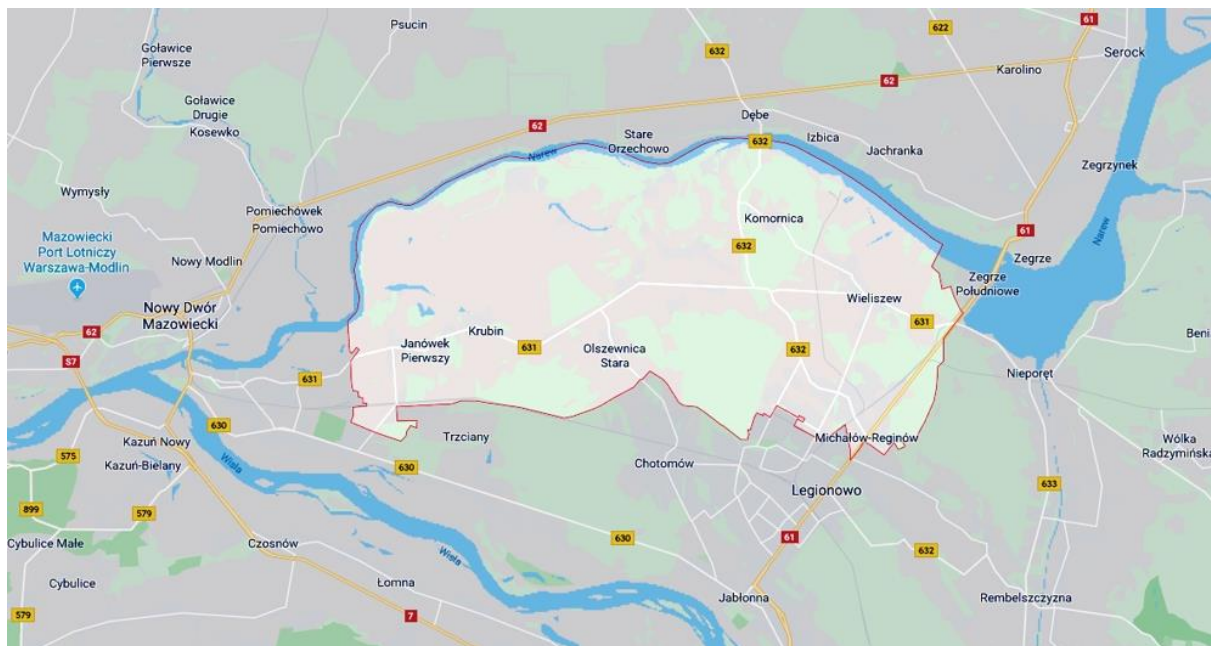 Psucin
632
622
61
Serock
Goławice
Pierwsze
Karolino
62
Goławice
Drugie
Kosewko
62
Dębe
Stare
Orzechowo
Izbica
632
Jachranka
Narew
Zegrzynek
Wymysły
Pomiechówek
Pomiechowo
Komornica
61
Narew
Mazowiecki
Port Lotniczy
Warszawa-Modlin
Nowy Modlin
632
Zegrze
Zegrze
Południowe
Nowy Dwór
Mazowiecki
Wieliszew
62
Krubin
631
Beni
Janówek
Pierwszy
631
Olszewnica
Stara
632
S7
631
Nieporęt
630
Trzciany
Michałów-Reginów
Kazuń Nowy
575
Wólka
Radzymińska
Kazuń-Bielany
630
Chotomów
Wisła
Legionowo
633
899
579
Cybulice Małe
Czosnów
630
61
632
Wisła
Cybulice
Łomna
Jabłonna
Rembelszczyzna
579
7